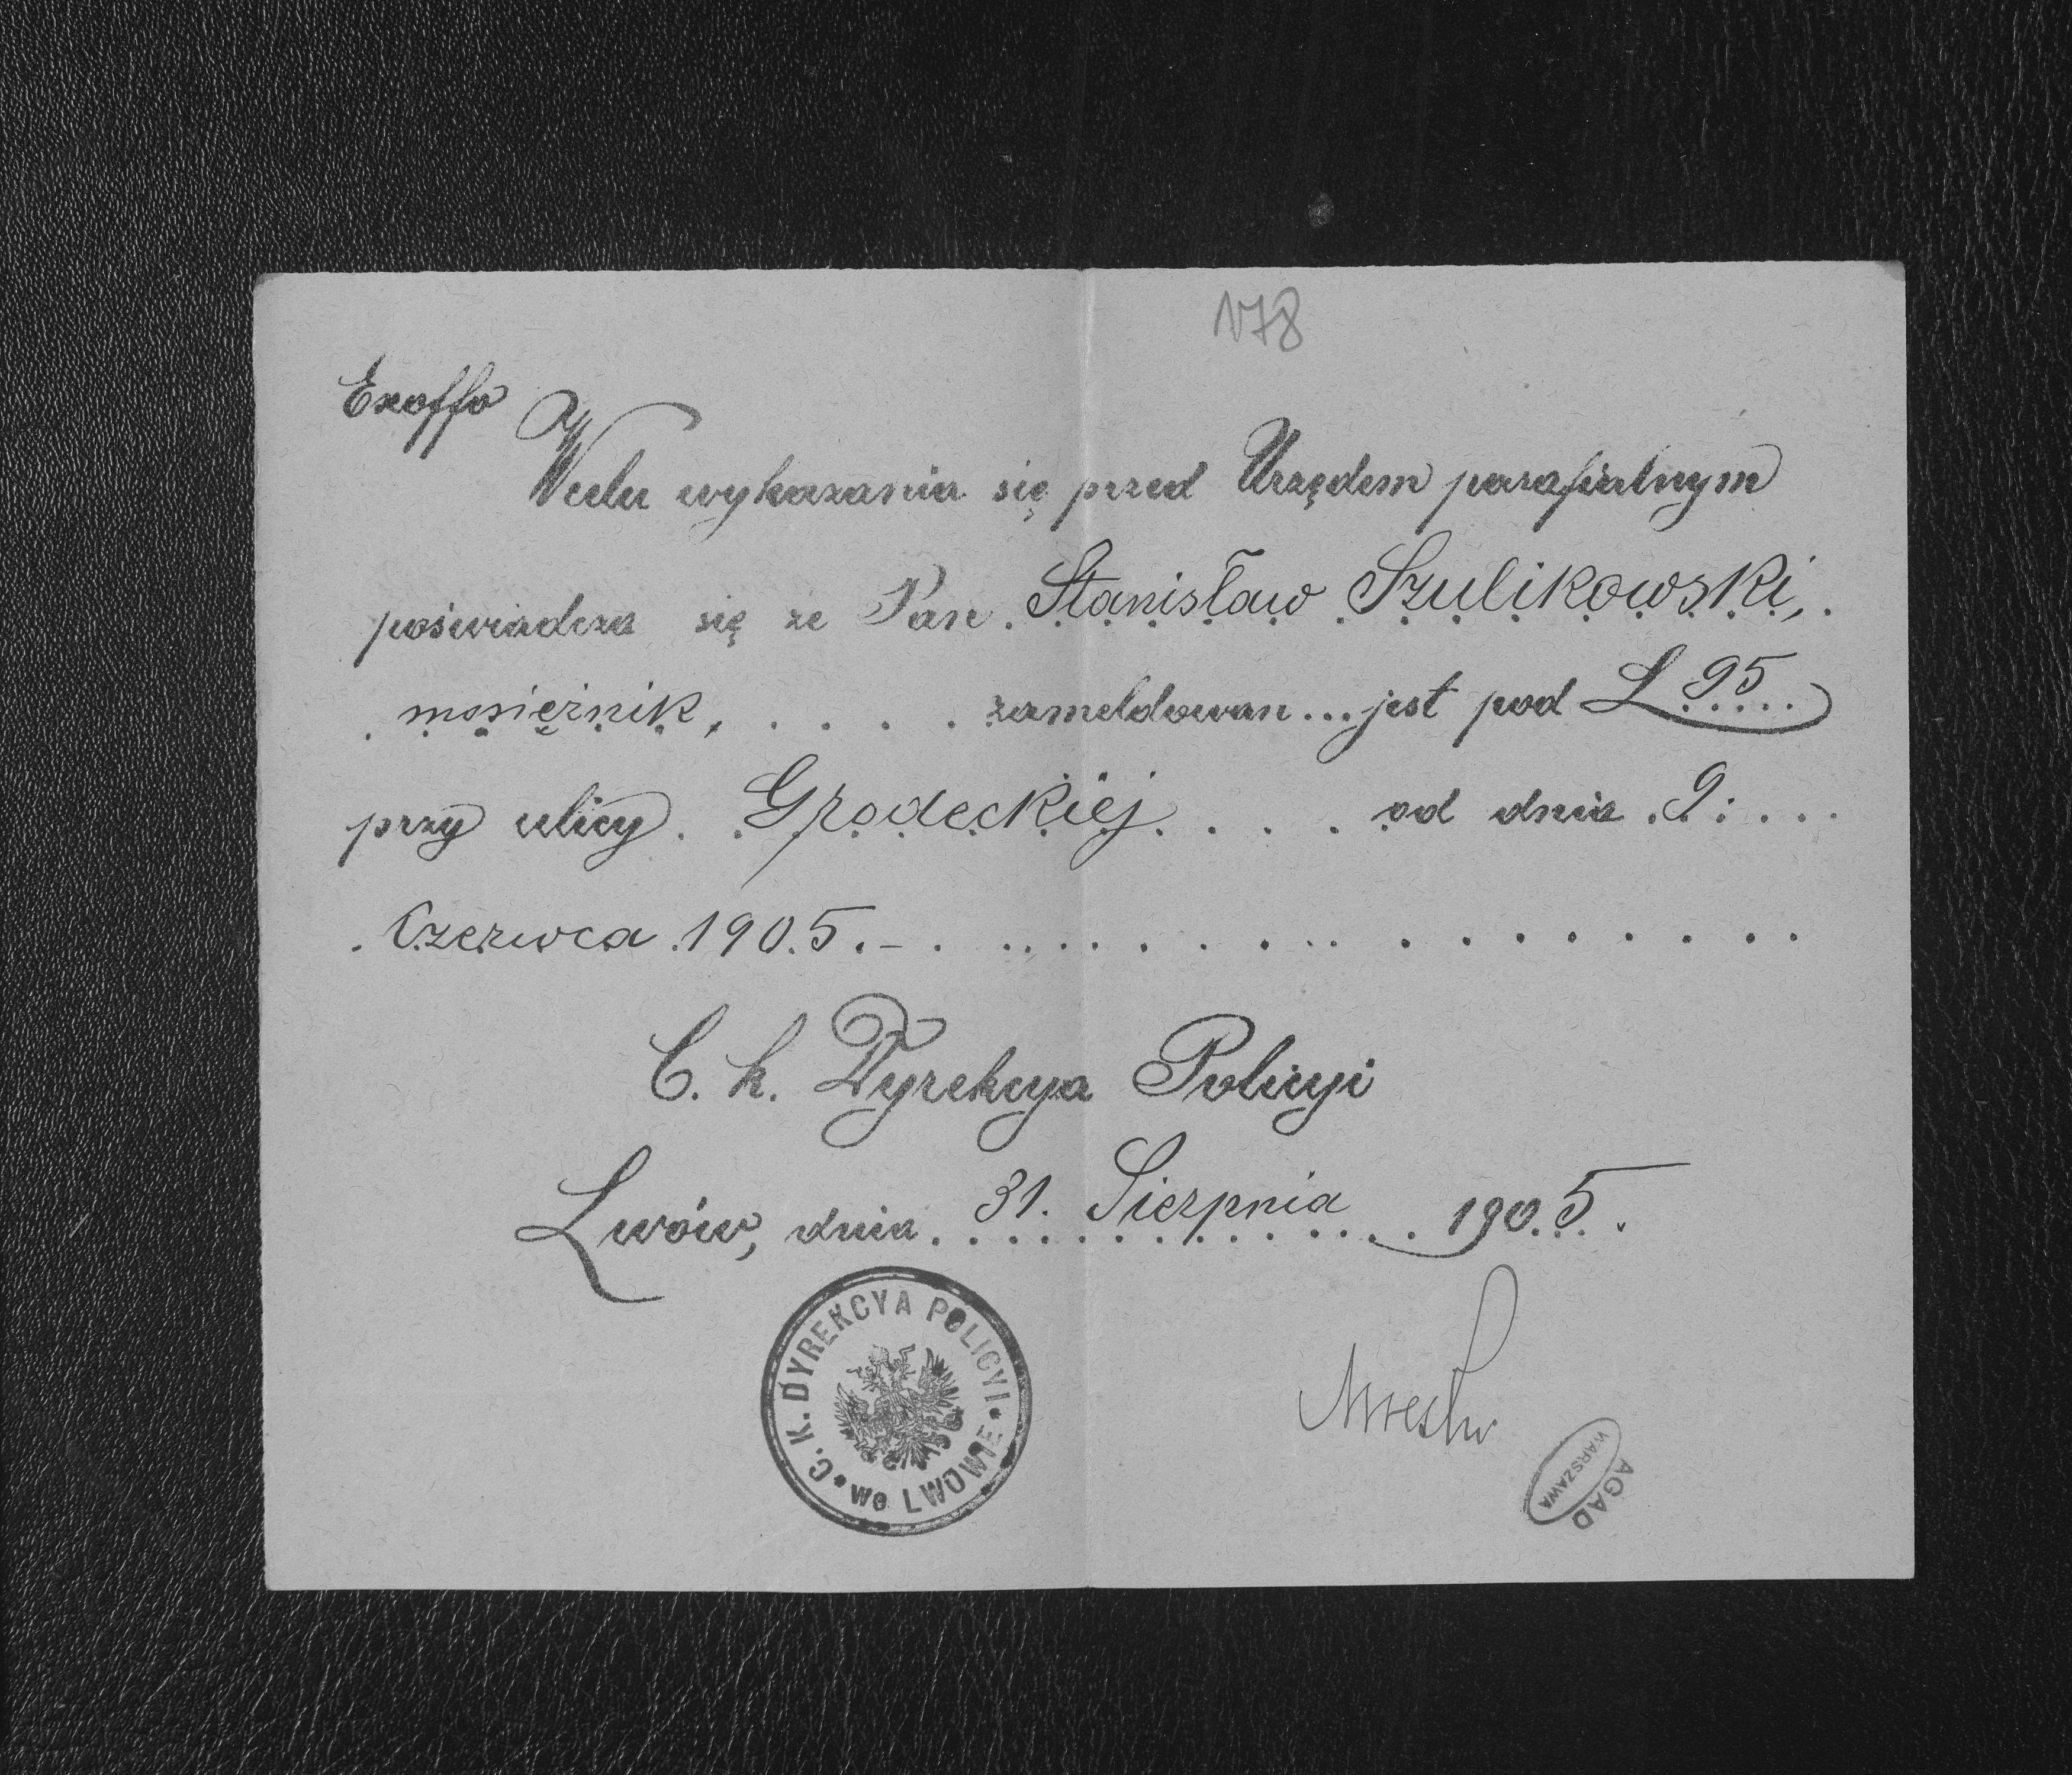 178
Exoffo
W celu wykazania się przed Urzędem parafialnym
poświadcza się że Pan . Stanisław Szulikowski, .
. mosiężnik, . . . . . zameldowan... jest pod L 95....
przy ulicy . . Grodeckiej . . . . od dnia . 9: . . .
. Czerwca 1905. – . . . . . . . . . . . . . . . . .
C. k. Dyrekcya Policyi
Lwów, dnia . 31. Sierpnia . . 1905.
C. K. DYREKCYA POLICYI • we LWOWIE •
AGAD
WARSZAWA